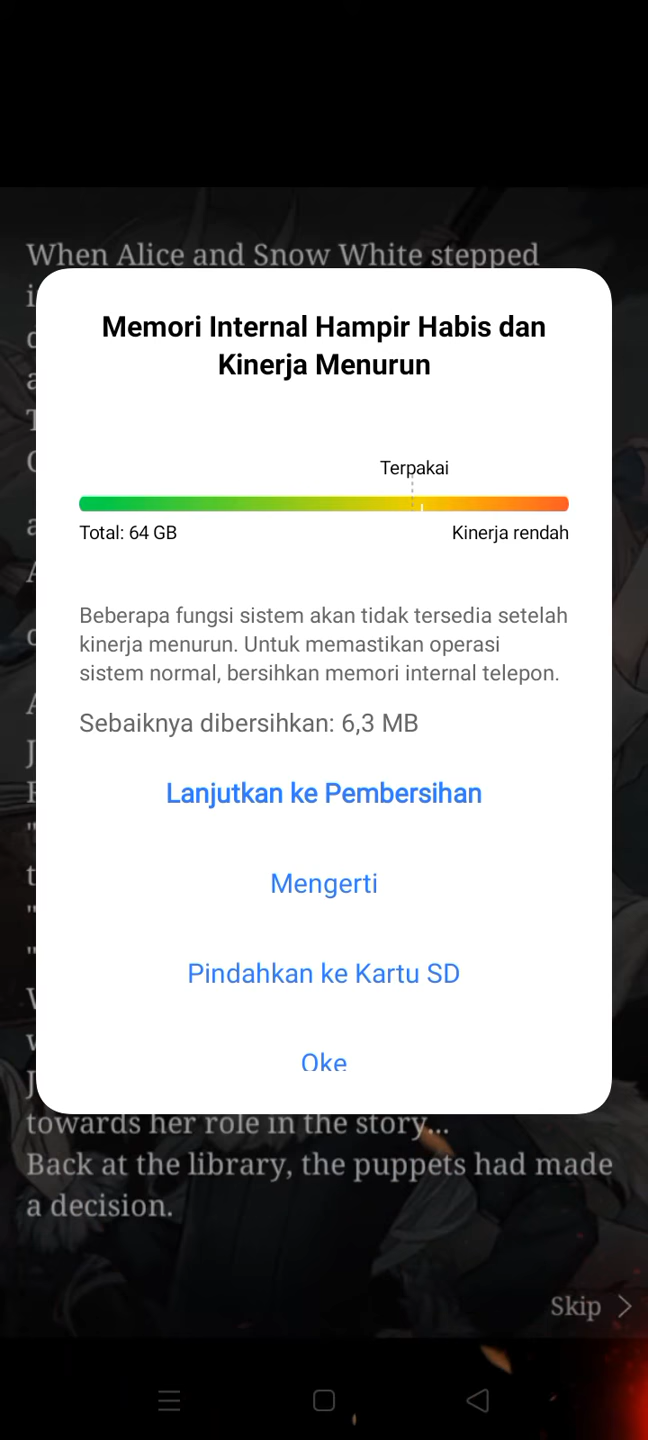 When Alice and Snow White stepped
Memori Internal Hampir Habis dan
Kinerja Menurun
Terpakai
Total: 64 GB
Kinerja rendah
Beberapa fungsi sistem akan tidak tersedia setelah
kinerja menurun. Untuk memastikan operasi
sistem normal, bersihkan memori internal telepon.
Sebaiknya dibersihkan: 6,3 MB
Lanjutkan ke Pembersihan
Mengerti
Pindahkan ke Kartu SD
Oke
towards her role in the story...
Back at the library, the puppets had made
a decision.
Skip